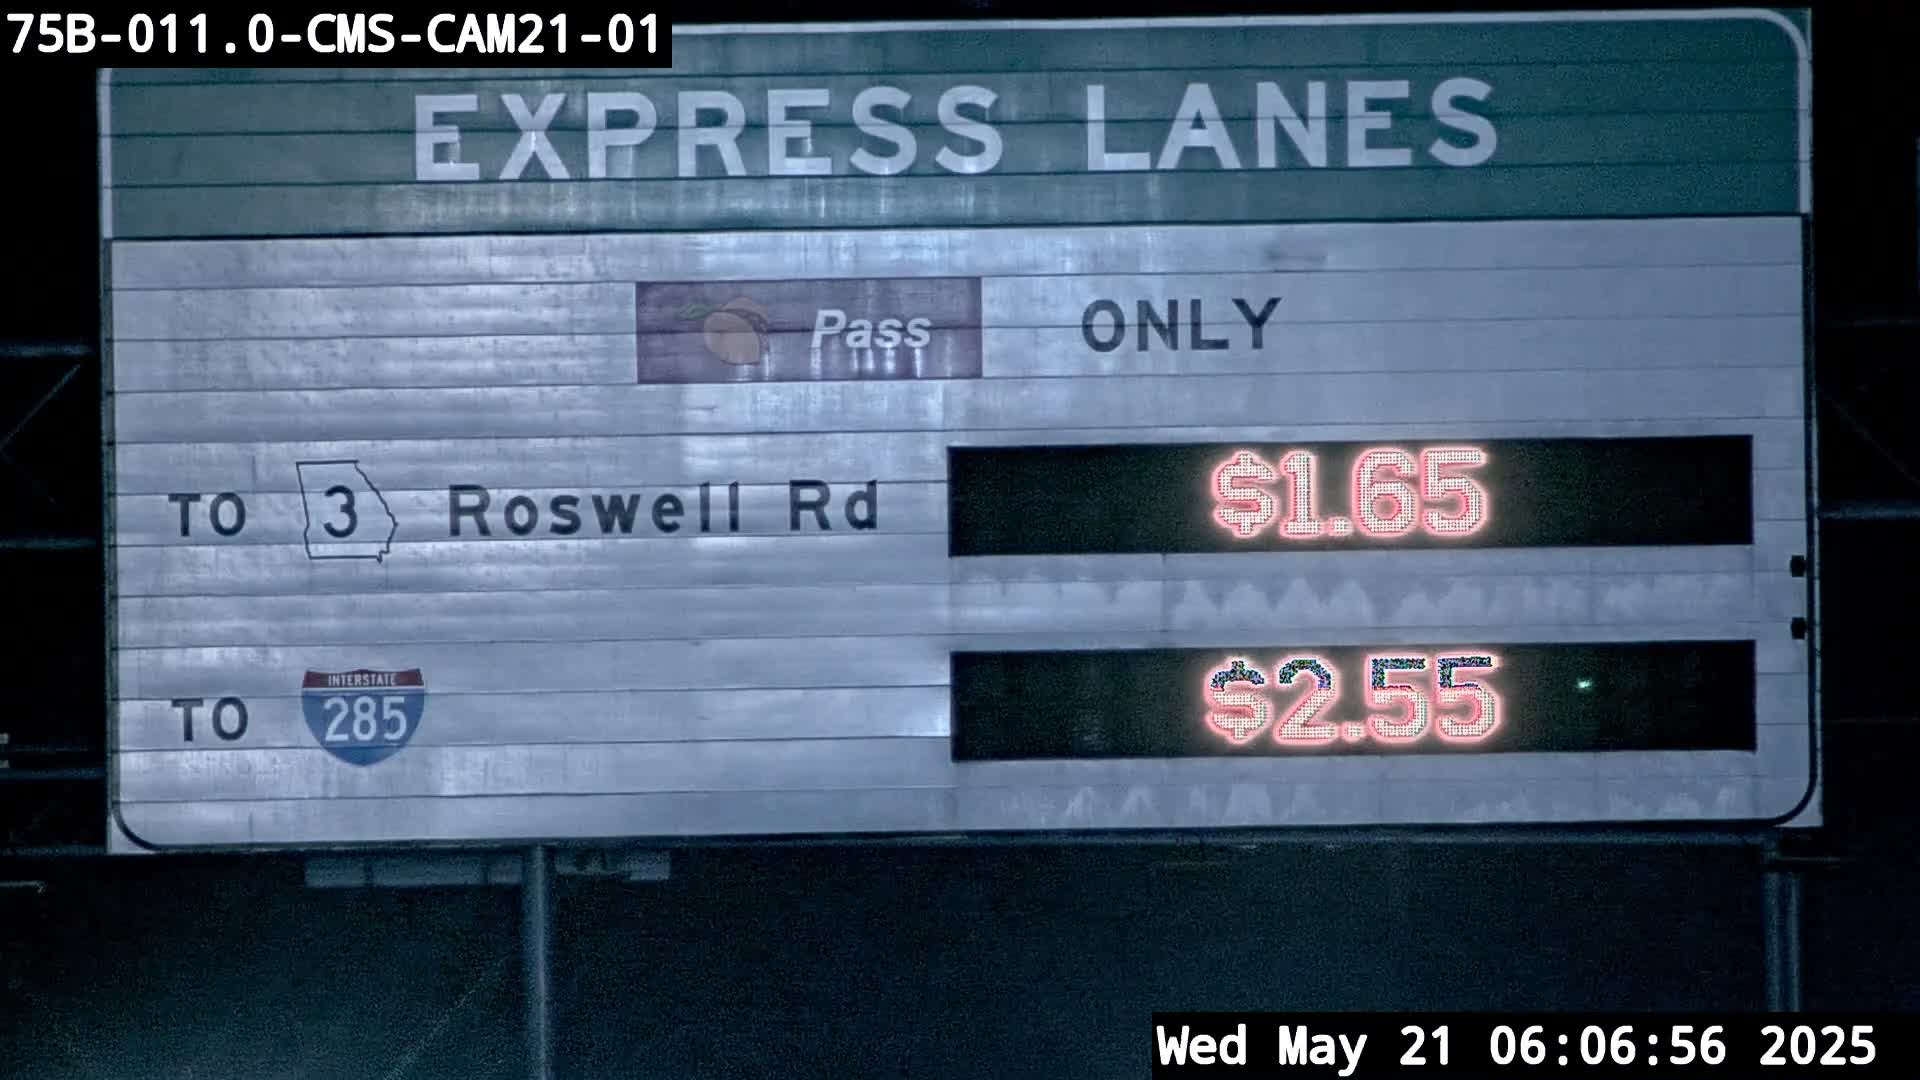 75B-011.0-CMS-CAM21-01
EXPRESS LANES
Pass ONLY
TO 3 Roswell Rd $1.65
INTERSTATE
TO 285 $2.55
Wed May 21 06:06:56 2025